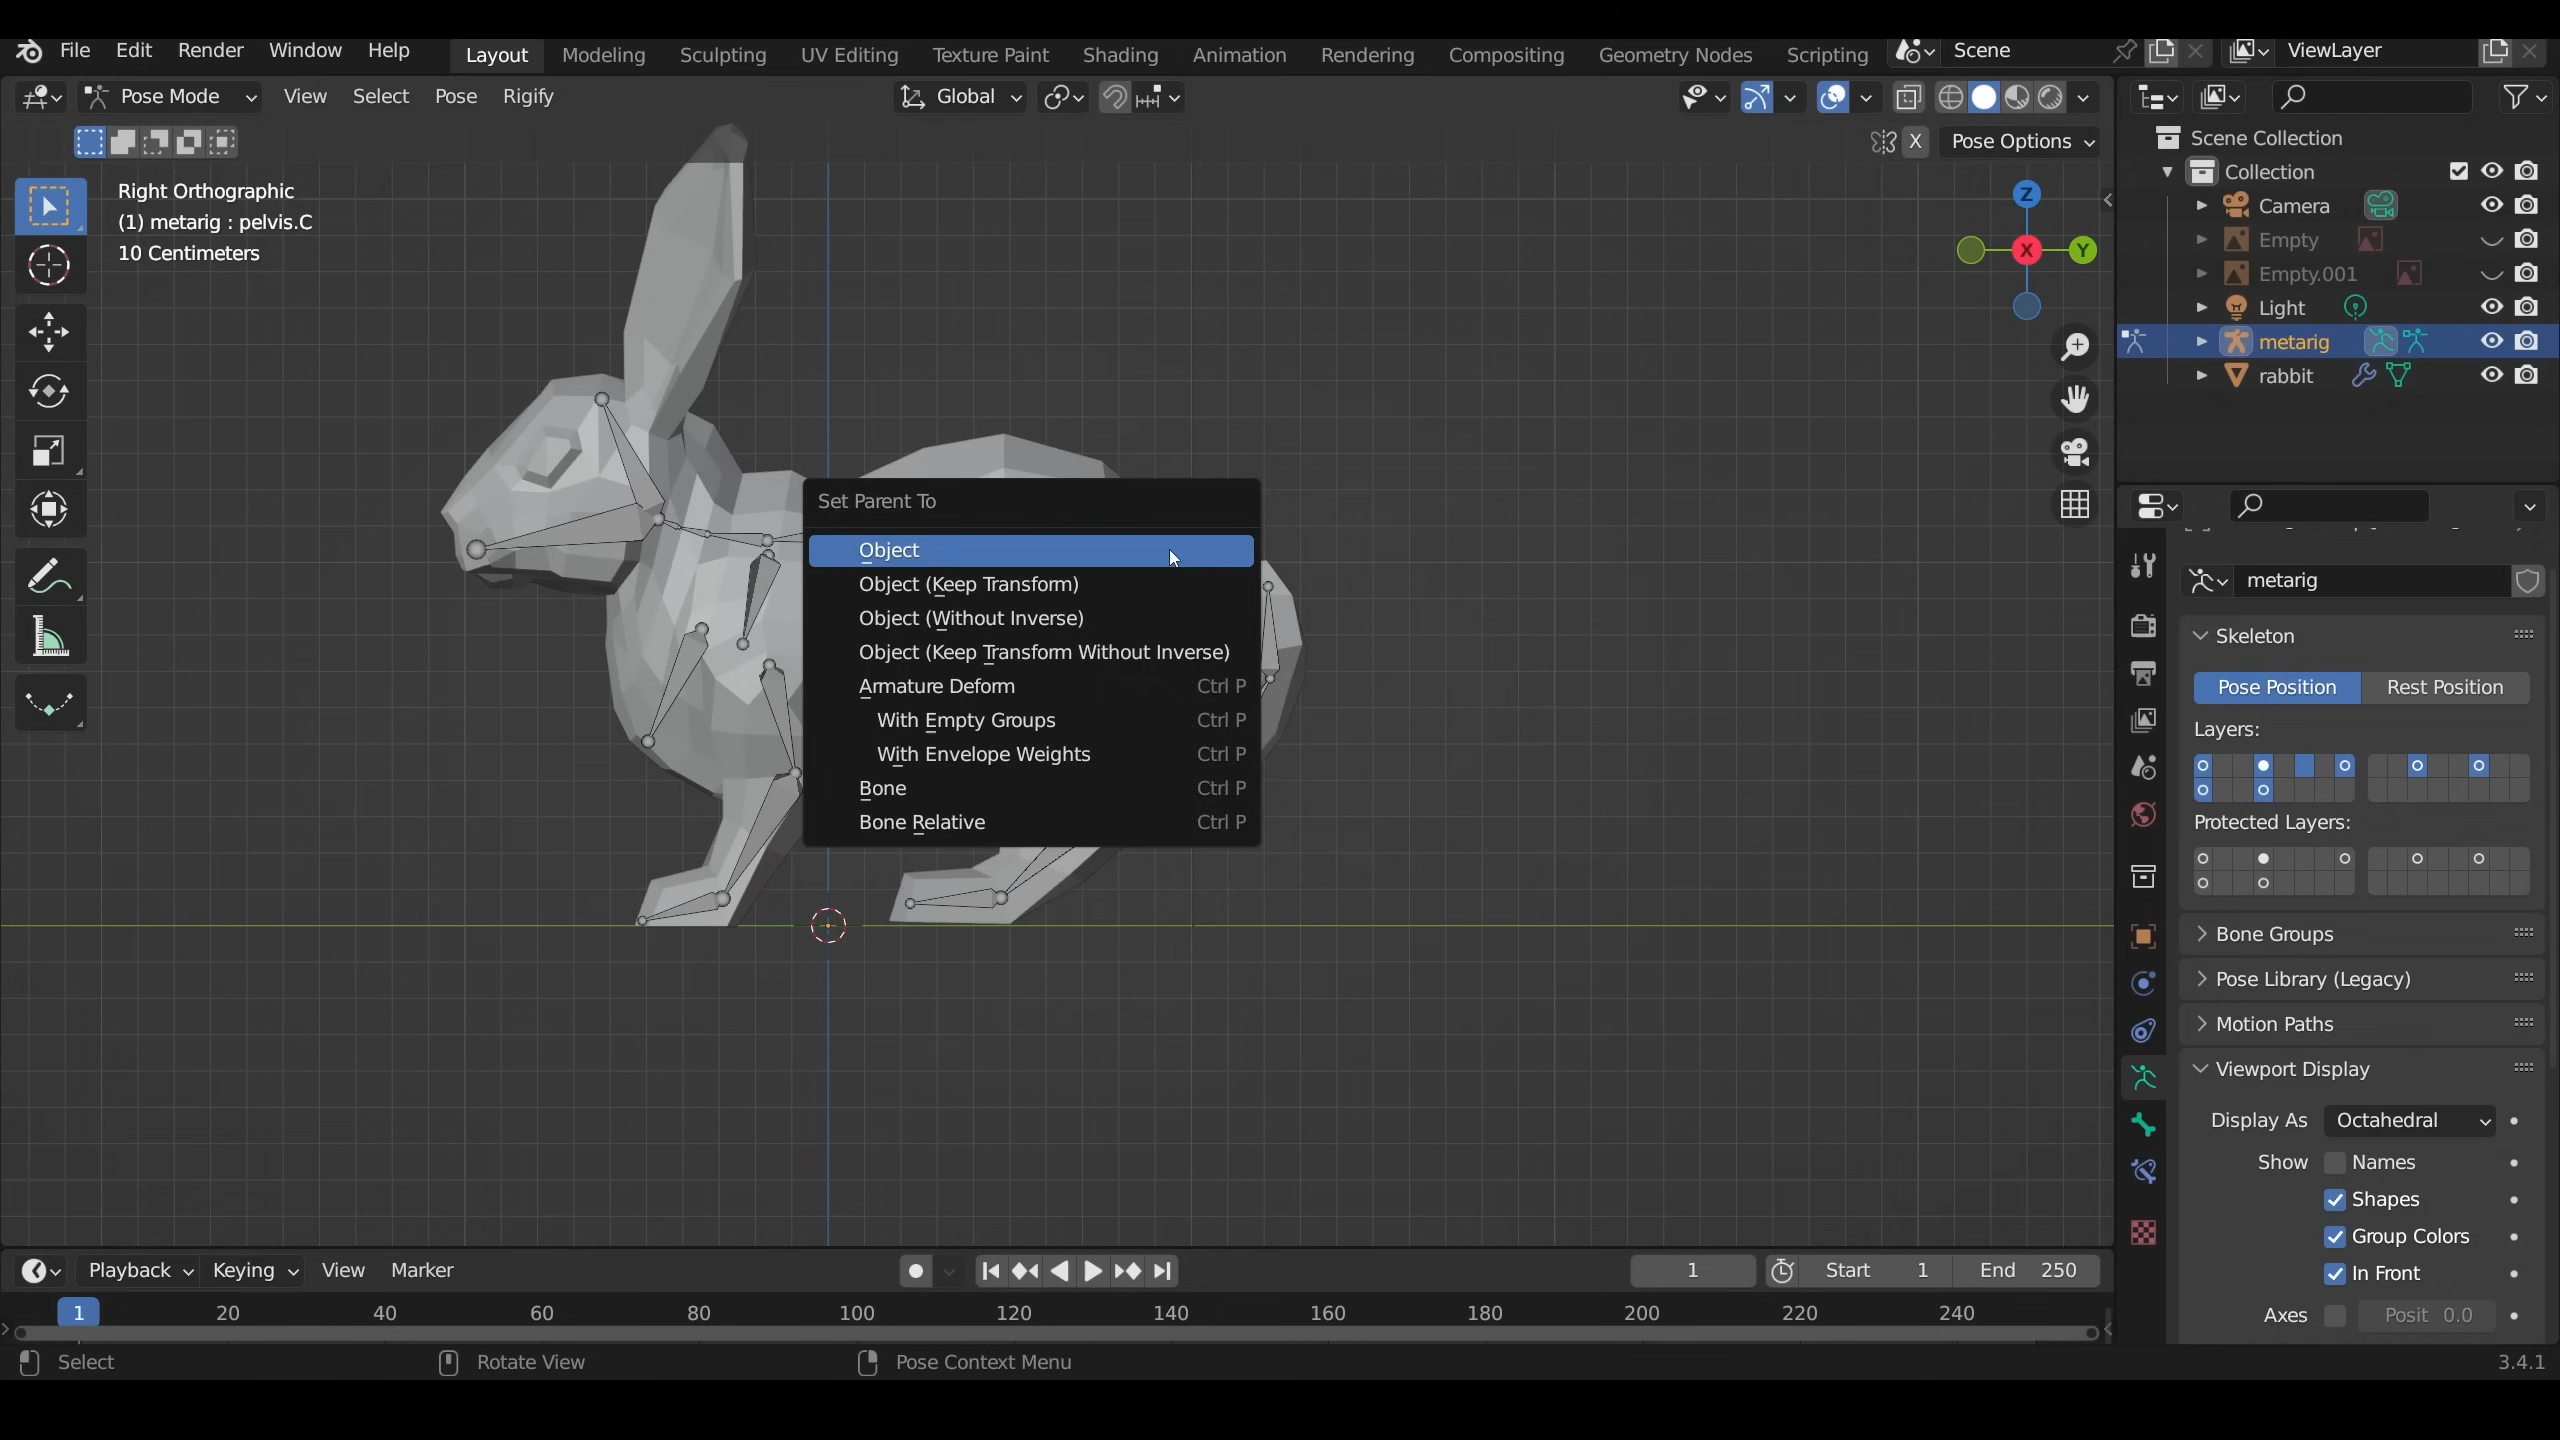 File Edit Render Window Help Layout Modeling Sculpting UV Editing Texture Paint Shading Animation Rendering Compositing Geometry Nodes Scripting Scene ViewLayer
Pose Mode View Select Pose Rigify Global
X Pose Options
Right Orthographic
(1) metarig : pelvis.C
10 Centimeters
Z
X Y
Set Parent To
Object
Object (Keep Transform)
Object (Without Inverse)
Object (Keep Transform Without Inverse)
Armature Deform Ctrl P
With Empty Groups Ctrl P
With Envelope Weights Ctrl P
Bone Ctrl P
Bone Relative Ctrl P
Scene Collection
Collection
Camera
Empty
Empty.001
Light
metarig
rabbit
metarig
Skeleton
Pose Position Rest Position
Layers:
Protected Layers:
Bone Groups
Pose Library (Legacy)
Motion Paths
Viewport Display
Display As Octahedral
Show Names
Shapes
Group Colors
In Front
Axes Posit 0.0
Playback Keying View Marker 1 Start 1 End 250
1 20 40 60 80 100 120 140 160 180 200 220 240
Select Rotate View Pose Context Menu 3.4.1